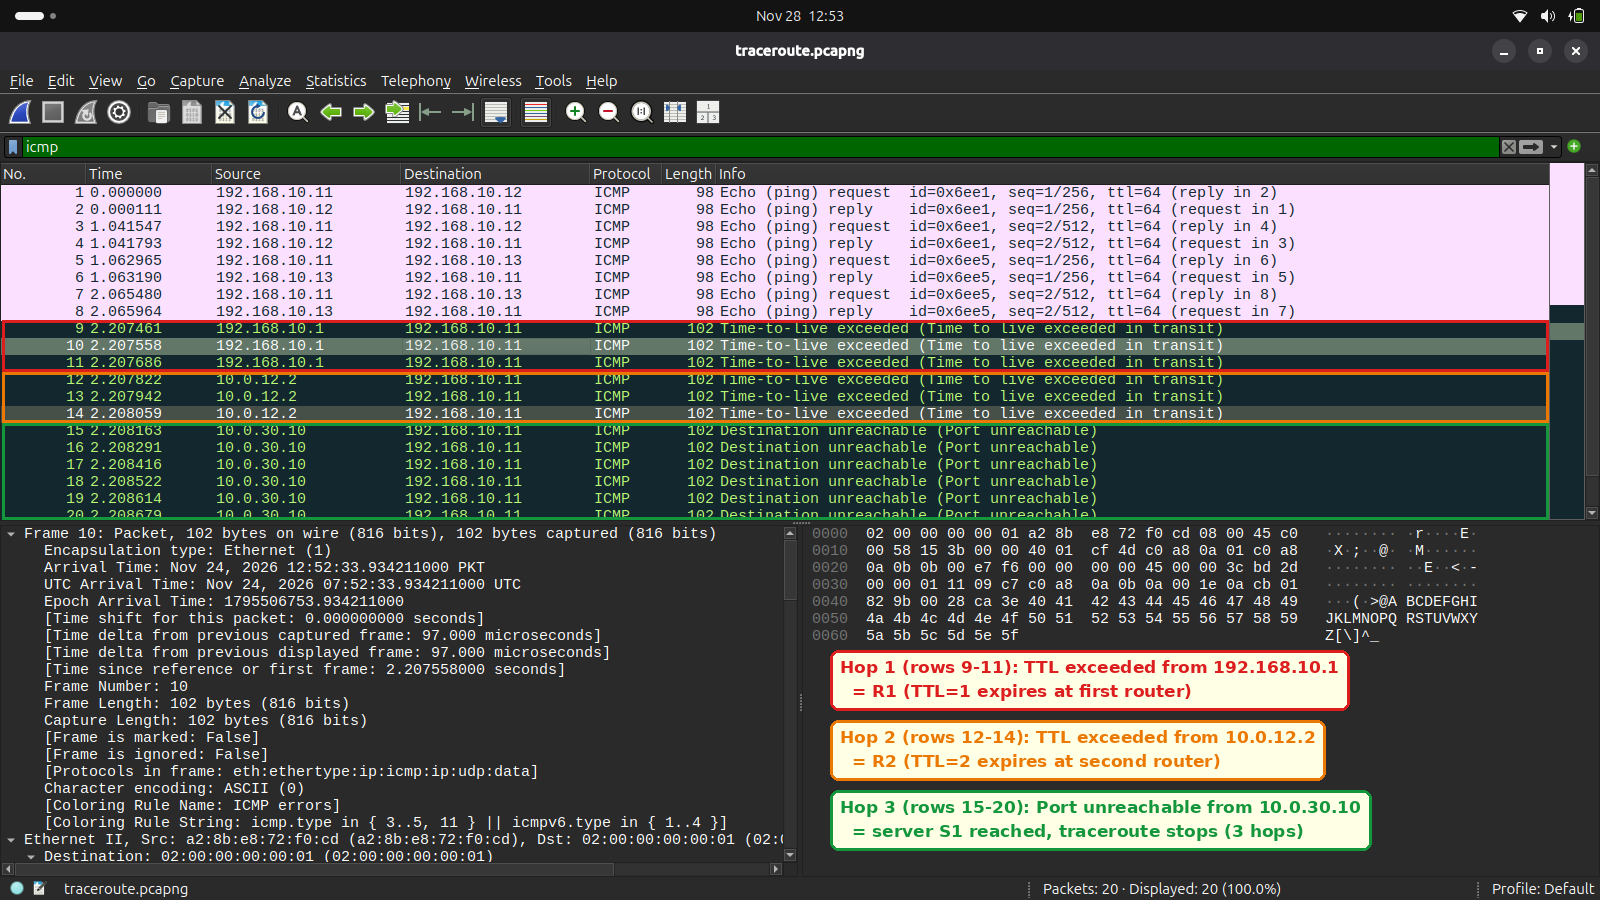 Nov 28 12:53
traceroute.pcapng
File Edit View Go Capture Analyze Statistics Telephony Wireless Tools Help
icmp
No. Time Source Destination Protocol Length Info
1 0.000000 192.168.10.11 192.168.10.12 ICMP 98 Echo (ping) request id=0x6ee1, seq=1/256, ttl=64 (reply in 2)
2 0.000111 192.168.10.12 192.168.10.11 ICMP 98 Echo (ping) reply id=0x6ee1, seq=1/256, ttl=64 (request in 1)
3 1.041547 192.168.10.11 192.168.10.12 ICMP 98 Echo (ping) request id=0x6ee1, seq=2/512, ttl=64 (reply in 4)
4 1.041793 192.168.10.12 192.168.10.11 ICMP 98 Echo (ping) reply id=0x6ee1, seq=2/512, ttl=64 (request in 3)
5 1.062965 192.168.10.11 192.168.10.13 ICMP 98 Echo (ping) request id=0x6ee5, seq=1/256, ttl=64 (reply in 6)
6 1.063190 192.168.10.13 192.168.10.11 ICMP 98 Echo (ping) reply id=0x6ee5, seq=1/256, ttl=64 (request in 5)
7 2.065480 192.168.10.11 192.168.10.13 ICMP 98 Echo (ping) request id=0x6ee5, seq=2/512, ttl=64 (reply in 8)
8 2.065964 192.168.10.13 192.168.10.11 ICMP 98 Echo (ping) reply id=0x6ee5, seq=2/512, ttl=64 (request in 7)
9 2.207461 192.168.10.1 192.168.10.11 ICMP 102 Time-to-live exceeded (Time to live exceeded in transit)
10 2.207558 192.168.10.1 192.168.10.11 ICMP 102 Time-to-live exceeded (Time to live exceeded in transit)
11 2.207686 192.168.10.1 192.168.10.11 ICMP 102 Time-to-live exceeded (Time to live exceeded in transit)
12 2.207822 10.0.12.2 192.168.10.11 ICMP 102 Time-to-live exceeded (Time to live exceeded in transit)
13 2.207942 10.0.12.2 192.168.10.11 ICMP 102 Time-to-live exceeded (Time to live exceeded in transit)
14 2.208059 10.0.12.2 192.168.10.11 ICMP 102 Time-to-live exceeded (Time to live exceeded in transit)
15 2.208163 10.0.30.10 192.168.10.11 ICMP 102 Destination unreachable (Port unreachable)
16 2.208291 10.0.30.10 192.168.10.11 ICMP 102 Destination unreachable (Port unreachable)
17 2.208416 10.0.30.10 192.168.10.11 ICMP 102 Destination unreachable (Port unreachable)
18 2.208522 10.0.30.10 192.168.10.11 ICMP 102 Destination unreachable (Port unreachable)
19 2.208614 10.0.30.10 192.168.10.11 ICMP 102 Destination unreachable (Port unreachable)
20 2.208679 10.0.30.10 192.168.10.11 ICMP 102 Destination unreachable (Port unreachable)
Frame 10: Packet, 102 bytes on wire (816 bits), 102 bytes captured (816 bits)
Encapsulation type: Ethernet (1)
Arrival Time: Nov 24, 2026 12:52:33.934211000 PKT
UTC Arrival Time: Nov 24, 2026 07:52:33.934211000 UTC
Epoch Arrival Time: 1795506753.934211000
[Time shift for this packet: 0.000000000 seconds]
[Time delta from previous captured frame: 97.000 microseconds]
[Time delta from previous displayed frame: 97.000 microseconds]
[Time since reference or first frame: 2.207558000 seconds]
Frame Number: 10
Frame Length: 102 bytes (816 bits)
Capture Length: 102 bytes (816 bits)
[Frame is marked: False]
[Frame is ignored: False]
[Protocols in frame: eth:ethertype:ip:icmp:ip:udp:data]
Character encoding: ASCII (0)
[Coloring Rule Name: ICMP errors]
[Coloring Rule String: icmp.type in { 3..5, 11 } || icmpv6.type in { 1..4 }]
Ethernet II, Src: a2:8b:e8:72:f0:cd (a2:8b:e8:72:f0:cd), Dst: 02:00:00:00:00:01 (02:0
Destination: 02:00:00:00:00:01 (02:00:00:00:00:01)
0000 02 00 00 00 00 01 a2 8b e8 72 f0 cd 08 00 45 c0 ········ ·r····E·
0010 00 58 15 3b 00 00 40 01 cf 4d c0 a8 0a 01 c0 a8 ·X·;··@· ·M······
0020 0a 0b 0b 00 e7 f6 00 00 00 00 45 00 00 3c bd 2d ········ ··E··<·-
0030 00 00 01 11 09 c7 c0 a8 0a 0b 0a 00 1e 0a cb 01 ········ ········
0040 82 9b 00 28 ca 3e 40 41 42 43 44 45 46 47 48 49 ···(·>@A BCDEFGHI
0050 4a 4b 4c 4d 4e 4f 50 51 52 53 54 55 56 57 58 59 JKLMNOPQ RSTUVWXY
0060 5a 5b 5c 5d 5e 5f Z[\]^_
Hop 1 (rows 9-11): TTL exceeded from 192.168.10.1
= R1 (TTL=1 expires at first router)
Hop 2 (rows 12-14): TTL exceeded from 10.0.12.2
= R2 (TTL=2 expires at second router)
Hop 3 (rows 15-20): Port unreachable from 10.0.30.10
= server S1 reached, traceroute stops (3 hops)
traceroute.pcapng
Packets: 20 · Displayed: 20 (100.0%)
Profile: Default